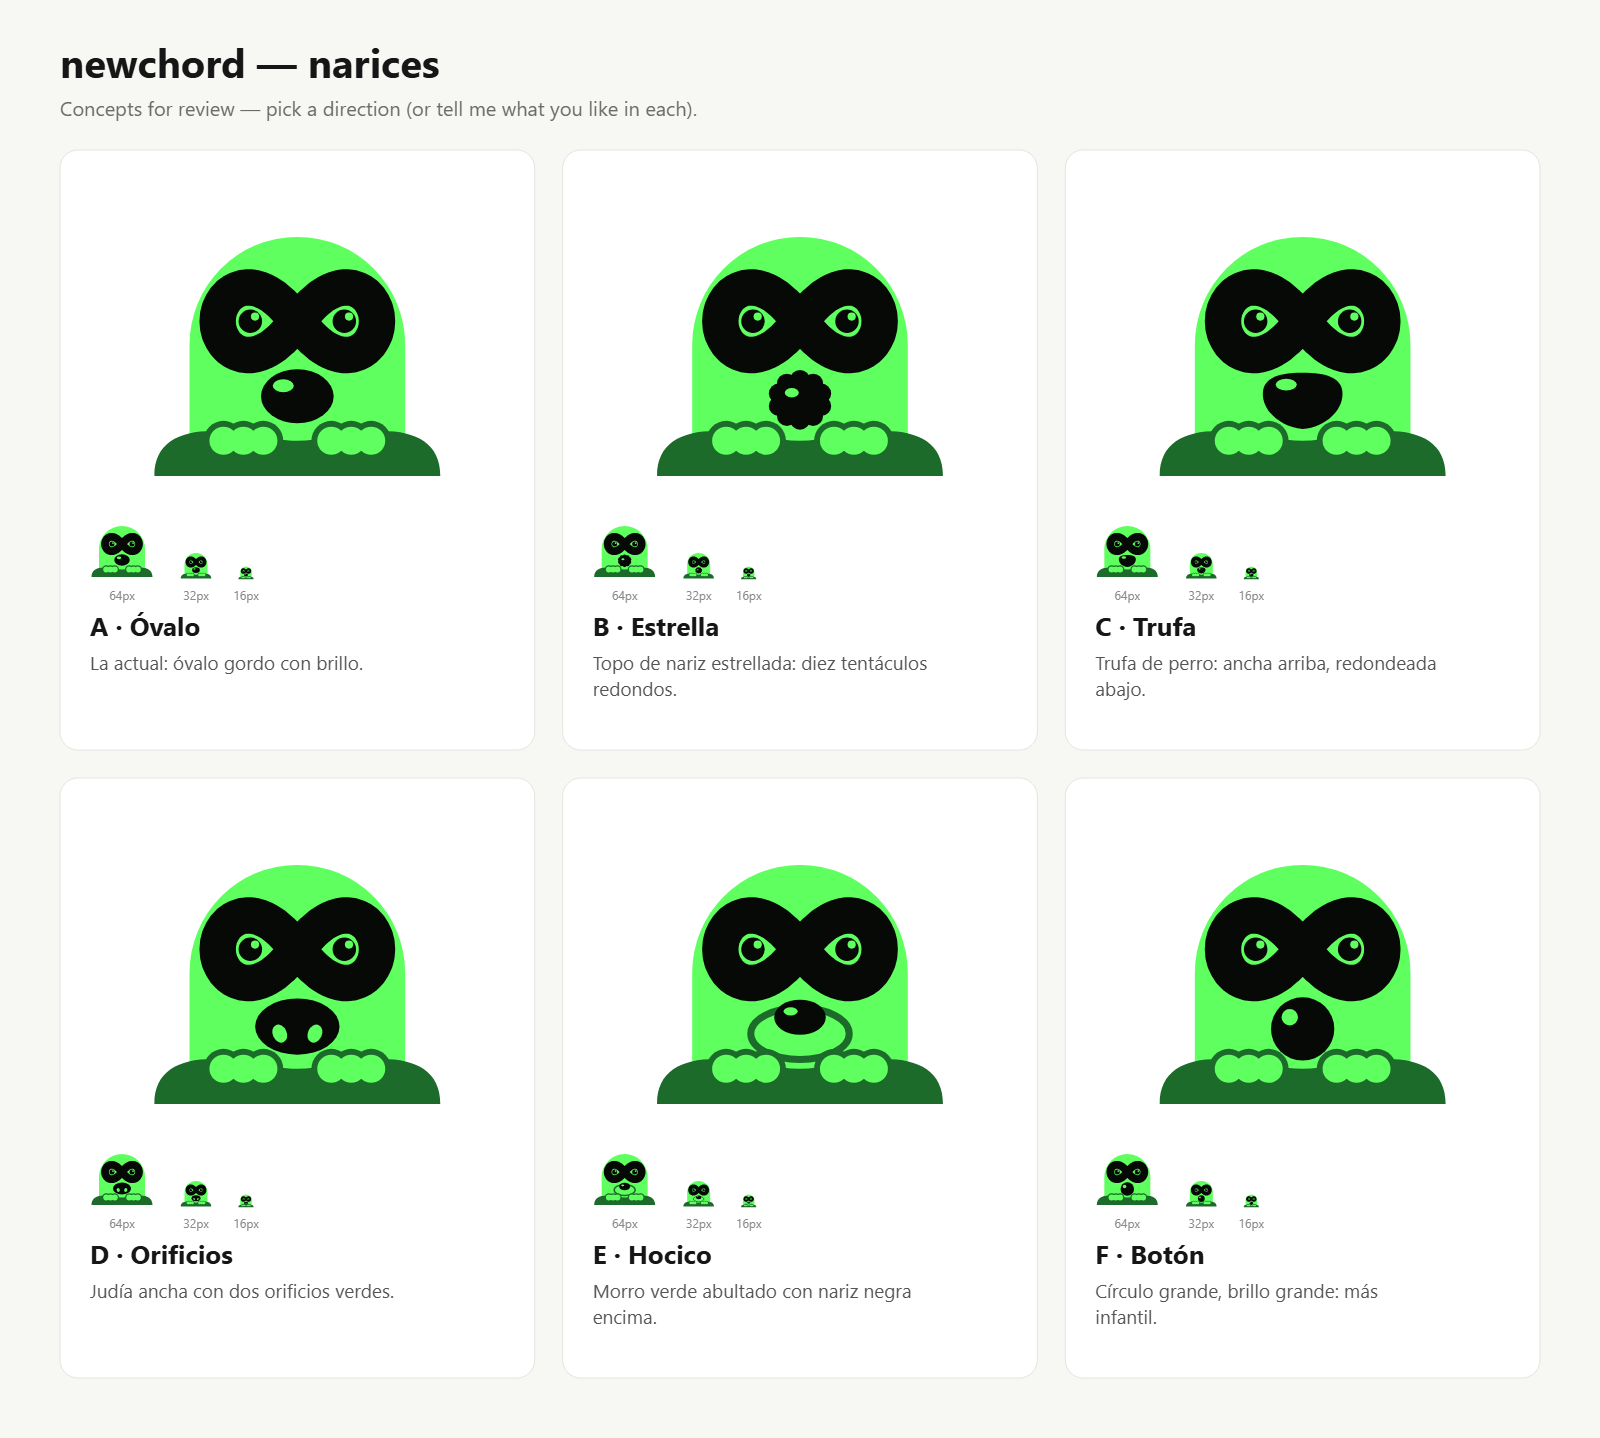 newchord — narices
Concepts for review — pick a direction (or tell me what you like in each).
64px 32px 16px
A · Óvalo
La actual: óvalo gordo con brillo.
64px 32px 16px
B · Estrella
Topo de nariz estrellada: diez tentáculos
redondos.
64px 32px 16px
C · Trufa
Trufa de perro: ancha arriba, redondeada
abajo.
64px 32px 16px
D · Orificios
Judía ancha con dos orificios verdes.
64px 32px 16px
E · Hocico
Morro verde abultado con nariz negra
encima.
64px 32px 16px
F · Botón
Círculo grande, brillo grande: más
infantil.